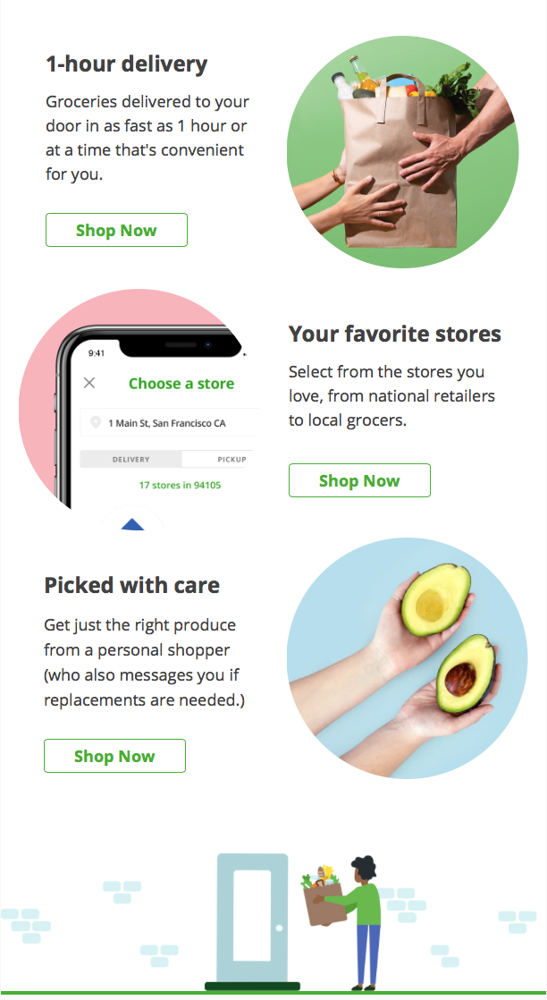 1-hour delivery
Groceries delivered to your
door in as fast as 1 hour or
at a time that's convenient
for you.
Shop Now
9:41
Choose a store
1 Main St, San Francisco CA
DELIVERY
PICKUP
17 stores in 94105
Your favorite stores
Select from the stores you
love, from national retailers
to local grocers.
Shop Now
Picked with care
Get just the right produce
from a personal shopper
(who also messages you if
replacements are needed.)
Shop Now